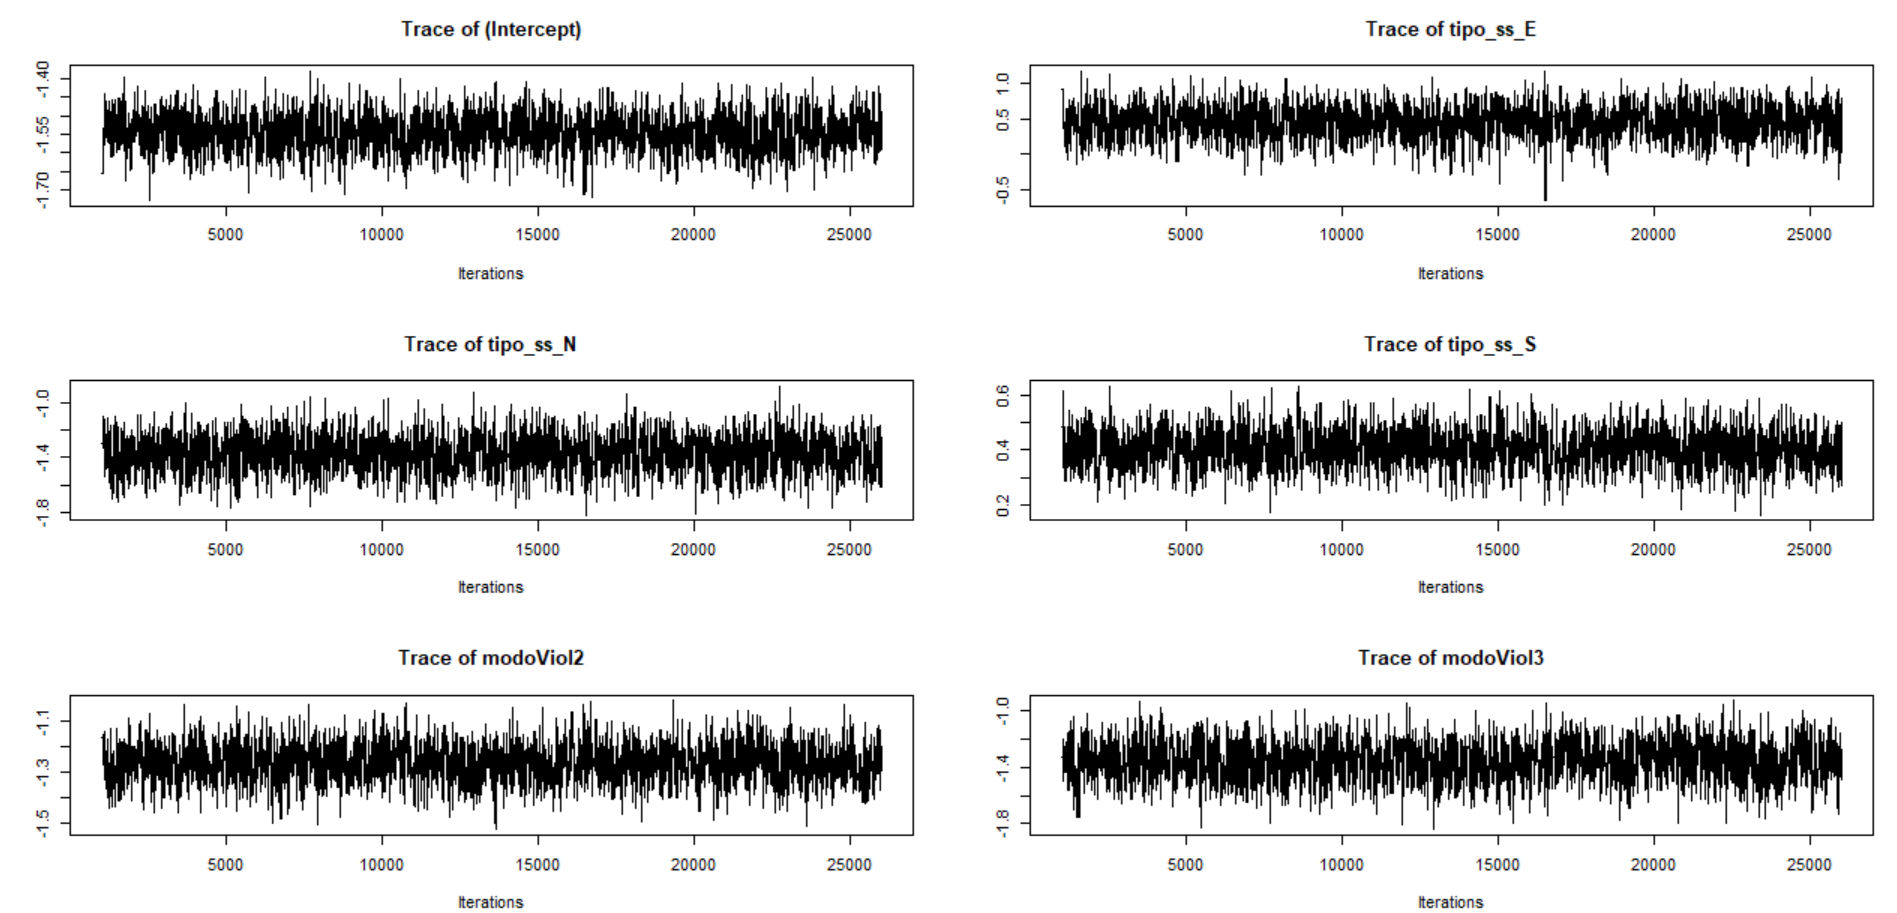 Trace of (Intercept)
-1.40
-1.55
-1.70
5000 10000 15000 20000 25000
Iterations
Trace of tipo_ss_E
1.0
0.5
-0.5
5000 10000 15000 20000 25000
Iterations
Trace of tipo_ss_N
-1.0
-1.4
-1.8
5000 10000 15000 20000 25000
Iterations
Trace of tipo_ss_S
0.6
0.4
0.2
5000 10000 15000 20000 25000
Iterations
Trace of modoViol2
-1.1
-1.3
-1.5
5000 10000 15000 20000 25000
Iterations
Trace of modoViol3
-1.0
-1.4
-1.8
5000 10000 15000 20000 25000
Iterations